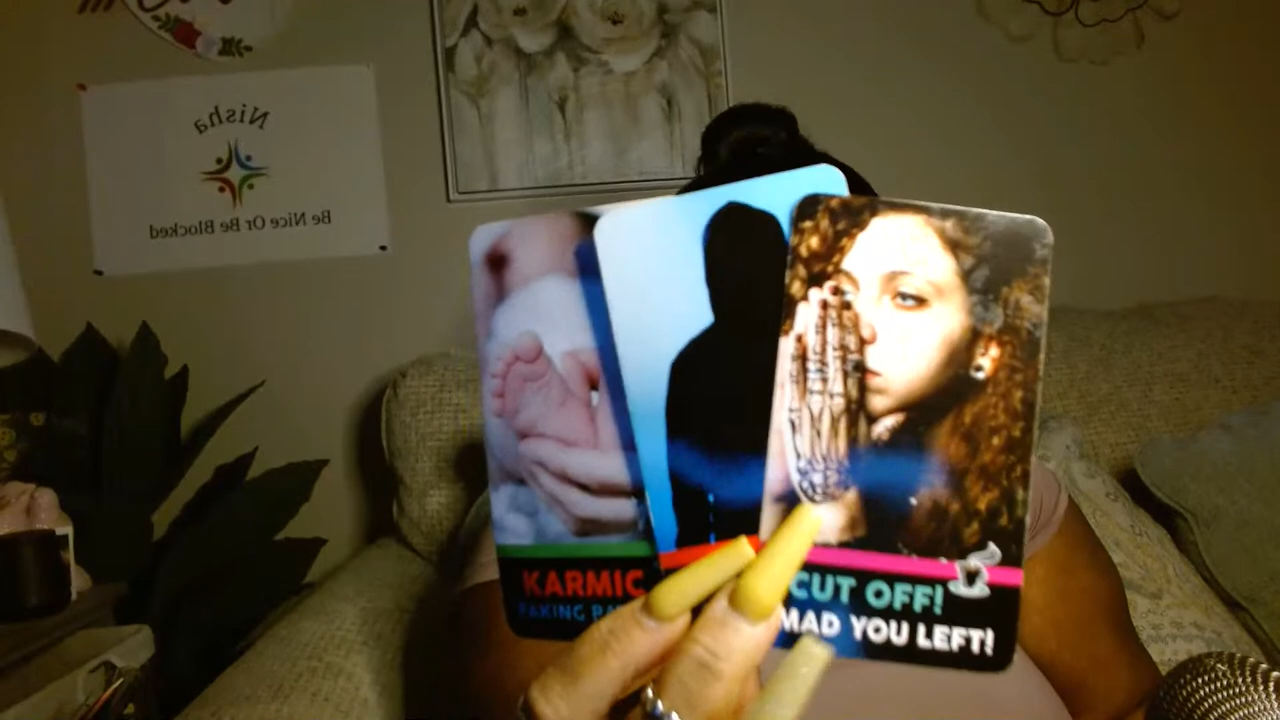 Nisha
Be Nice Or Be Blocked
KARMIC
CUT OFF!
MAD YOU LEFT!